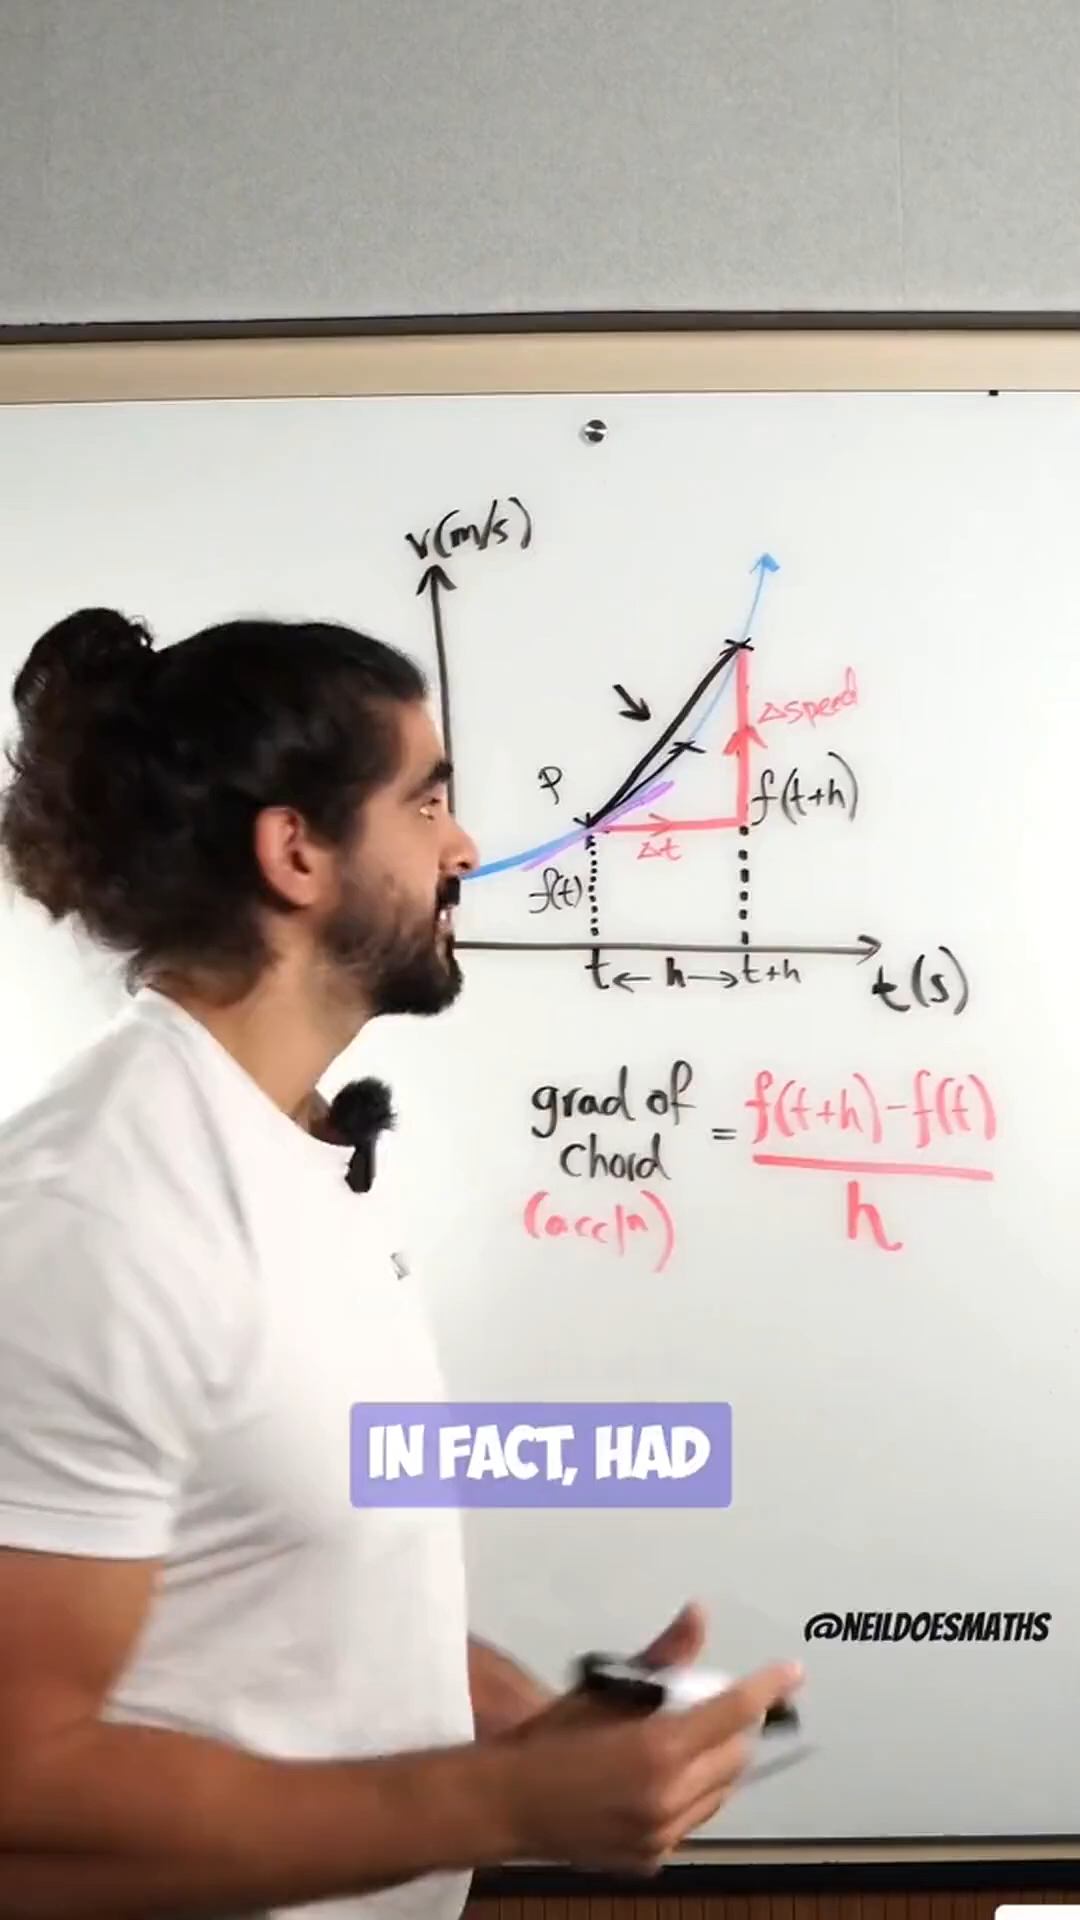 v(m/s)
Δspeed
P
f(t+h)
Δt
f(t)
t ← h → t+h
t(s)
grad of
chord
=
f(t+h)-f(t)
h
(acc/n)
IN FACT, HAD
@NEILDOESMATHS